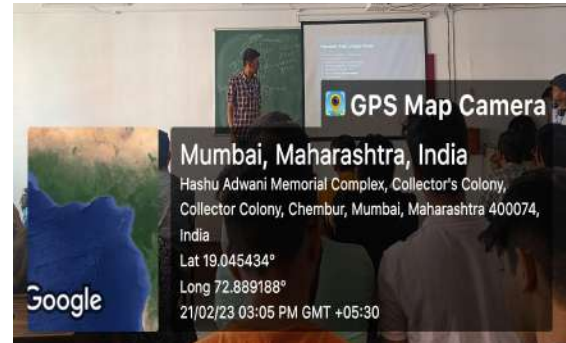 GPS Map Camera
Mumbai, Maharashtra, India
Hashu Adwani Memorial Complex, Collector's Colony,
Collector Colony, Chembur, Mumbai, Maharashtra 400074,
India
Lat 19.045434°
Long 72.889188°
21/02/23 03:05 PM GMT +05:30
Google